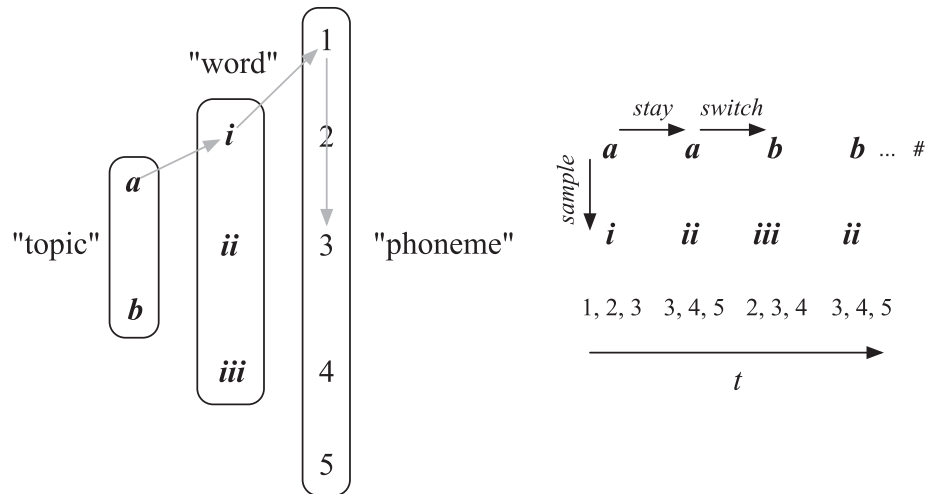 "topic"
a
b
"word"
i
ii
iii
1
2
3
4
5
"phoneme"
stay switch
a a b b ... #
sample
i ii iii ii
1, 2, 3 3, 4, 5 2, 3, 4 3, 4, 5
t